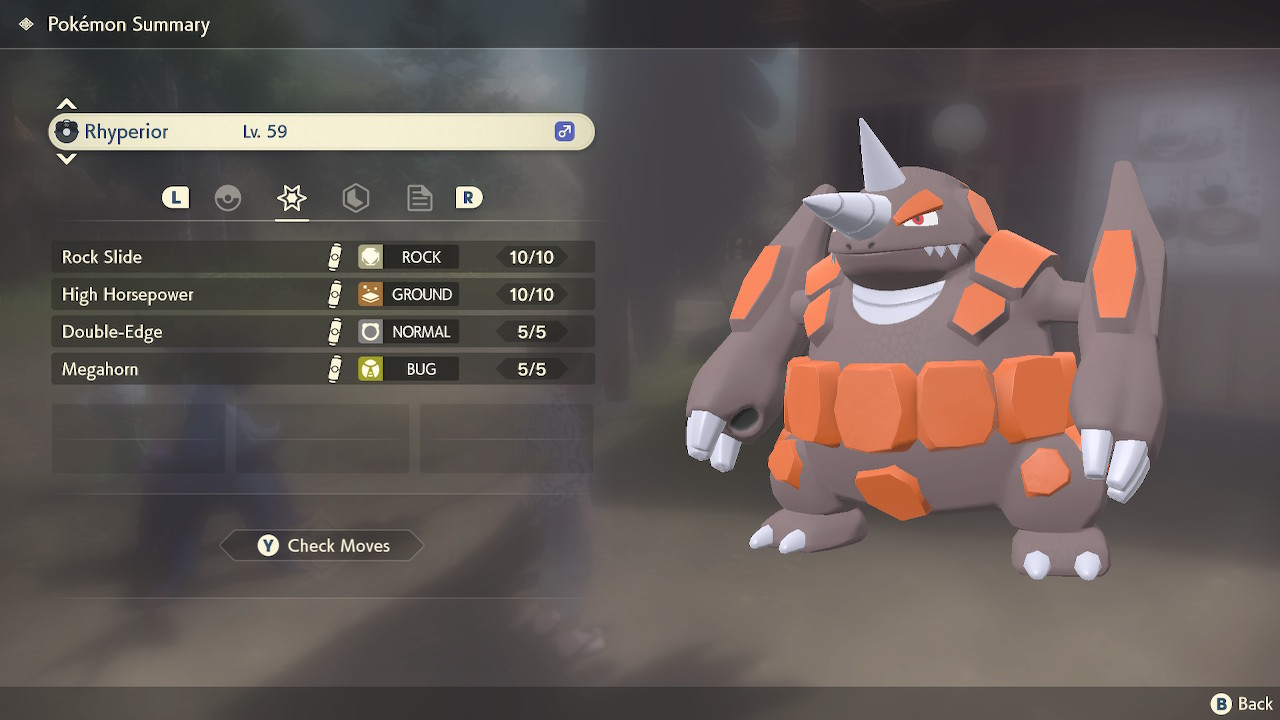 Pokémon Summary
Rhyperior Lv. 59
L R
Rock Slide ROCK 10/10
High Horsepower GROUND 10/10
Double-Edge NORMAL 5/5
Megahorn BUG 5/5
Y Check Moves
B Back